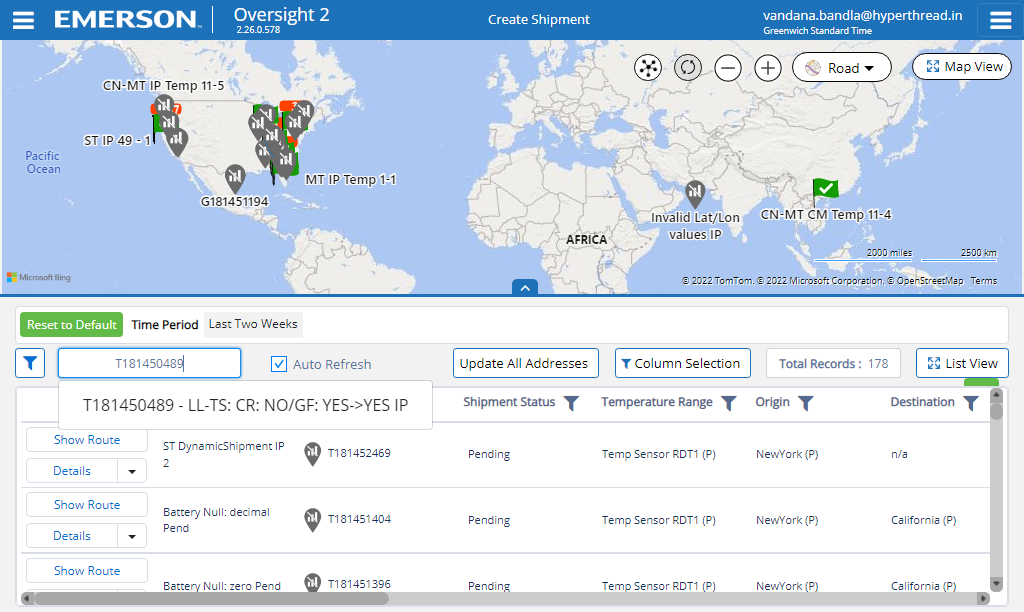 EMERSON
Oversight 2
2.26.0.578
Create Shipment
vandana.bandla@hyperthread.in
Greenwich Standard Time
Road
Map View
CN-MT IP Temp 11-5
ST IP 49 - 1
Pacific
Ocean
MT IP Temp 1-1
G181451194
Invalid Lat/Lon
values IP
CN-MT CM Temp 11-4
AFRICA
2000 miles
2500 km
Microsoft Bing
© 2022 TomTom, © 2022 Microsoft Corporation, © OpenStreetMap Terms
Reset to Default Time Period Last Two Weeks
T181450489
Auto Refresh
Update All Addresses
Column Selection
Total Records : 178
List View
T181450489 - LL-TS: CR: NO/GF: YES->YES IP
Shipment Status Temperature Range Origin Destination
Show Route
Details
ST DynamicShipment IP
2
T181452469
Pending
Temp Sensor RDT1 (P)
NewYork (P)
n/a
Show Route
Details
Battery Null: decimal
Pend
T181451404
Pending
Temp Sensor RDT1 (P)
NewYork (P)
California (P)
Show Route
Battery Null: zero Pend
T181451396
Pending
Temp Sensor RDT1 (P)
NewYork (P)
California (P)